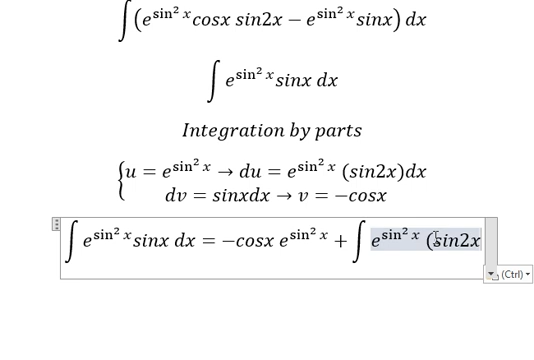 ∫(e^{sin² x} cosx sin2x − e^{sin² x} sinx) dx
∫ e^{sin² x} sinx dx
Integration by parts
{u = e^{sin² x} → du = e^{sin² x} (sin2x)dx
dv = sinxdx → v = −cosx
∫ e^{sin² x} sinx dx = −cosx e^{sin² x} + ∫ e^{sin² x} (sin2x
(Ctrl)